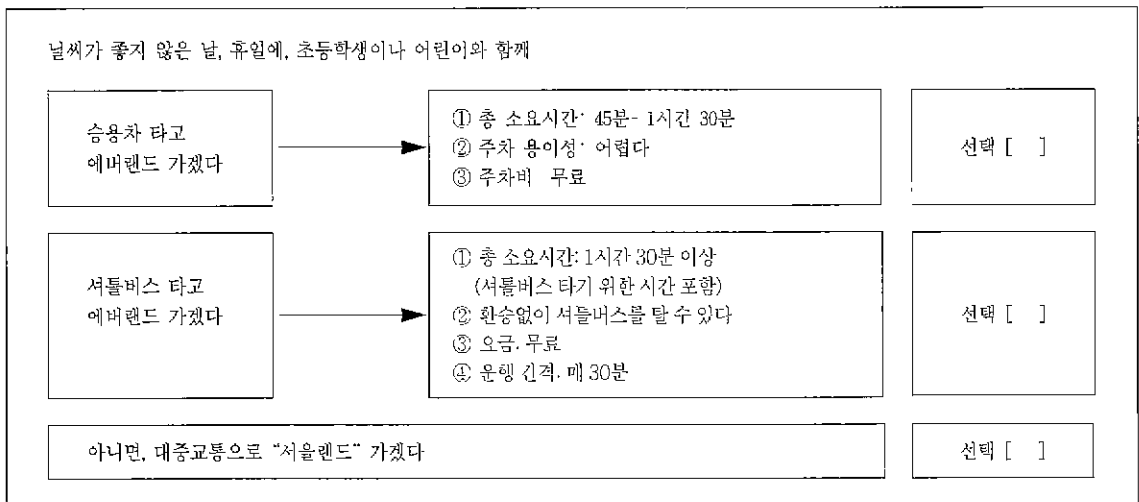 날씨가 좋지 않은 날, 휴일에, 초등학생이나 어린이와 함께
승용차 타고
에버랜드 가겠다
① 총 소요시간: 45분- 1시간 30분
② 주차 용이성: 어렵다
③ 주차비 무료
선택 [ ]
셔틀버스 타고
에버랜드 가겠다
① 총 소요시간: 1시간 30분 이상
(셔틀버스 타기 위한 시간 포함)
② 환승없이 셔틀버스를 탈 수 있다
③ 요금. 무료
④ 운행 간격. 매 30분
선택 [ ]
아니면, 대중교통으로 "서울랜드" 가겠다
선택 [ ]